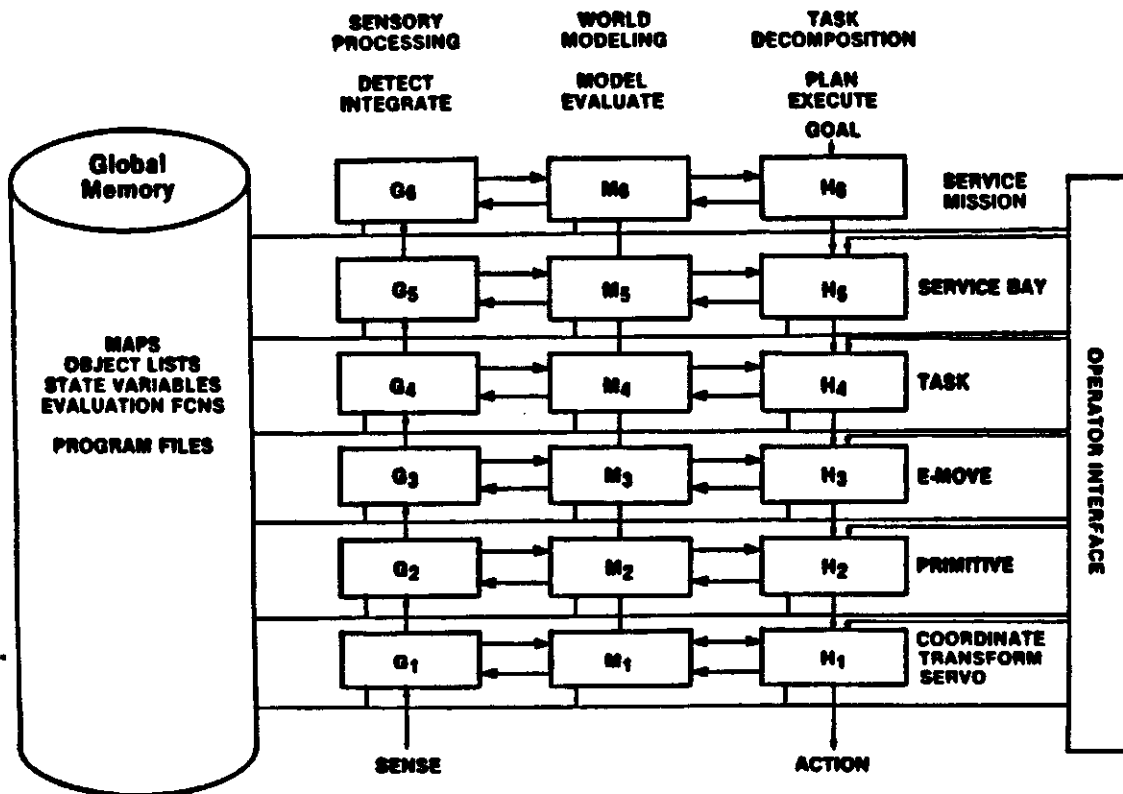 SENSORY
PROCESSING
WORLD
MODELING
TASK
DECOMPOSITION
DETECT
INTEGRATE
MODEL
EVALUATE
PLAN
EXECUTE
GOAL
Global
Memory
MAPS
OBJECT LISTS
STATE VARIABLES
EVALUATION FCNS
PROGRAM FILES
G6
M6
H6
SERVICE
MISSION
G5
M5
H5
SERVICE BAY
G4
M4
H4
TASK
G3
M3
H3
E-MOVE
G2
M2
H2
PRIMITIVE
G1
M1
H1
COORDINATE
TRANSFORM
SERVO
SENSE
ACTION
OPERATOR INTERFACE